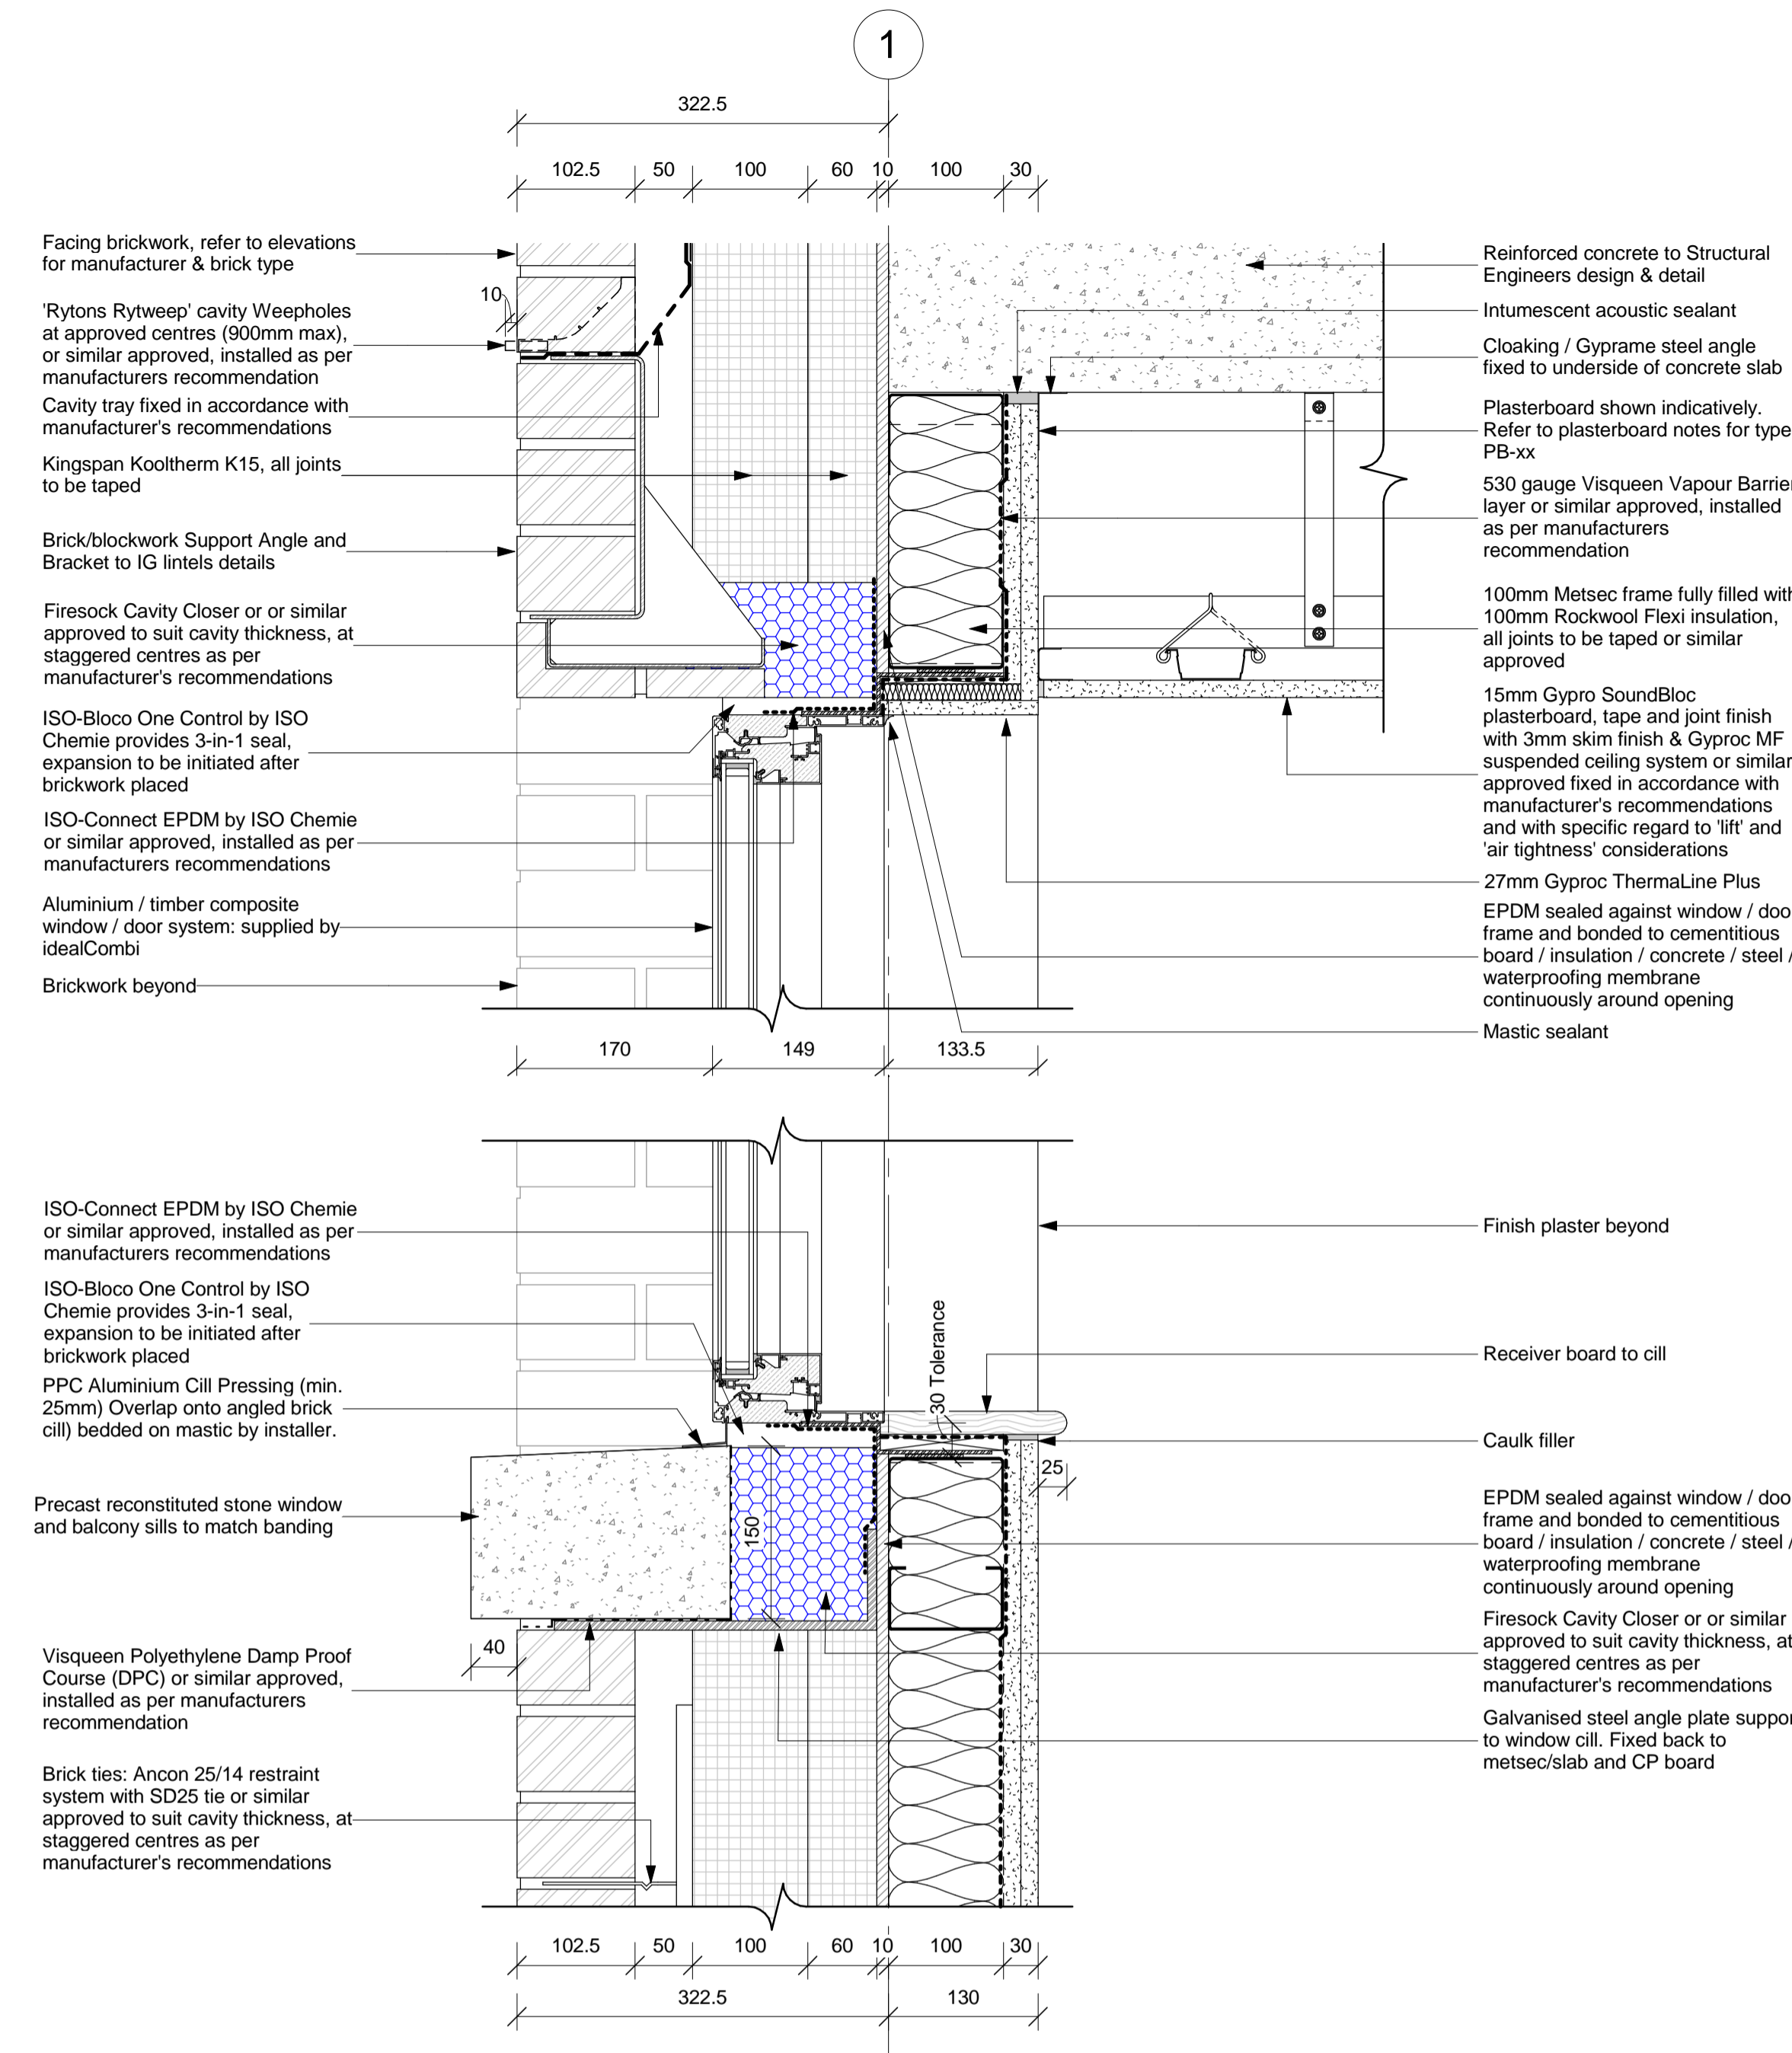 1
322.5
102.5 50 100 60 10 100 30
Facing brickwork, refer to elevations
for manufacturer & brick type
10
'Rytons Rytweep' cavity Weepholes
at approved centres (900mm max),
or similar approved, installed as per
manufacturers recommendation
Cavity tray fixed in accordance with
manufacturer's recommendations
Kingspan Kooltherm K15, all joints
to be taped
Brick/blockwork Support Angle and
Bracket to IG lintels details
Firesock Cavity Closer or or similar
approved to suit cavity thickness, at
staggered centres as per
manufacturer's recommendations
ISO-Bloco One Control by ISO
Chemie provides 3-in-1 seal,
expansion to be initiated after
brickwork placed
ISO-Connect EPDM by ISO Chemie
or similar approved, installed as per
manufacturers recommendations
Aluminium / timber composite
window / door system: supplied by
idealCombi
Brickwork beyond
Reinforced concrete to Structural
Engineers design & detail
Intumescent acoustic sealant
Cloaking / Gyprame steel angle
fixed to underside of concrete slab
Plasterboard shown indicatively.
Refer to plasterboard notes for type
PB-xx
530 gauge Visqueen Vapour Barrier
layer or similar approved, installed
as per manufacturers
recommendation
100mm Metsec frame fully filled with
100mm Rockwool Flexi insulation,
all joints to be taped or similar
approved
15mm Gypro SoundBloc
plasterboard, tape and joint finish
with 3mm skim finish & Gyproc MF
suspended ceiling system or similar
approved fixed in accordance with
manufacturer's recommendations
and with specific regard to 'lift' and
'air tightness' considerations
27mm Gyproc ThermaLine Plus
EPDM sealed against window / doo
frame and bonded to cementitious
board / insulation / concrete / steel /
waterproofing membrane
continuously around opening
Mastic sealant
170 149 133.5
ISO-Connect EPDM by ISO Chemie
or similar approved, installed as per
manufacturers recommendations
ISO-Bloco One Control by ISO
Chemie provides 3-in-1 seal,
expansion to be initiated after
brickwork placed
PPC Aluminium Cill Pressing (min.
25mm) Overlap onto angled brick
cill) bedded on mastic by installer.
Precast reconstituted stone window
and balcony sills to match banding
40
Visqueen Polyethylene Damp Proof
Course (DPC) or similar approved,
installed as per manufacturers
recommendation
Brick ties: Ancon 25/14 restraint
system with SD25 tie or similar
approved to suit cavity thickness, at
staggered centres as per
manufacturer's recommendations
150
30 Tolerance
25
Finish plaster beyond
Receiver board to cill
Caulk filler
EPDM sealed against window / doo
frame and bonded to cementitious
board / insulation / concrete / steel /
waterproofing membrane
continuously around opening
Firesock Cavity Closer or or similar
approved to suit cavity thickness, at
staggered centres as per
manufacturer's recommendations
Galvanised steel angle plate suppor
to window cill. Fixed back to
metsec/slab and CP board
102.5 50 100 60 10 100 30
322.5 130